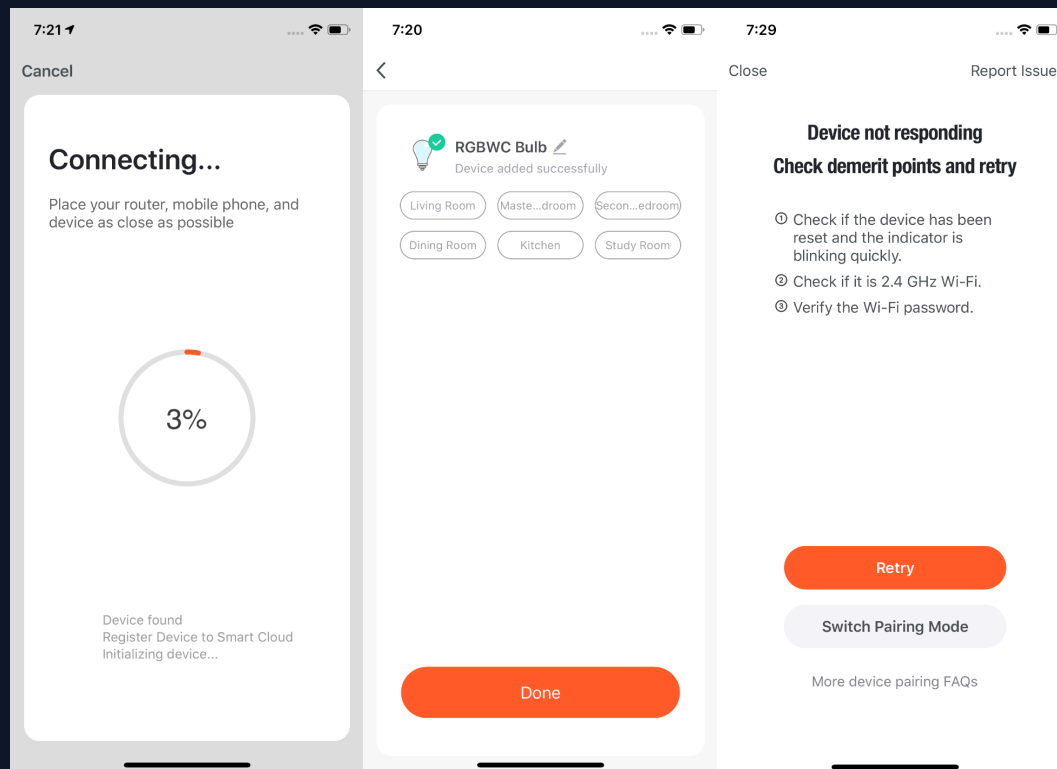 7:21
Cancel
Connecting...
Place your router, mobile phone, and
device as close as possible
3%
Device found
Register Device to Smart Cloud
Initializing device...
7:20
RGBWC Bulb
Device added successfully
Living Room
Maste...droom
Secon...edroom
Dining Room
Kitchen
Study Room
Done
7:29
Close
Report Issue
Device not responding
Check demerit points and retry
① Check if the device has been
reset and the indicator is
blinking quickly.
② Check if it is 2.4 GHz Wi-Fi.
③ Verify the Wi-Fi password.
Retry
Switch Pairing Mode
More device pairing FAQs